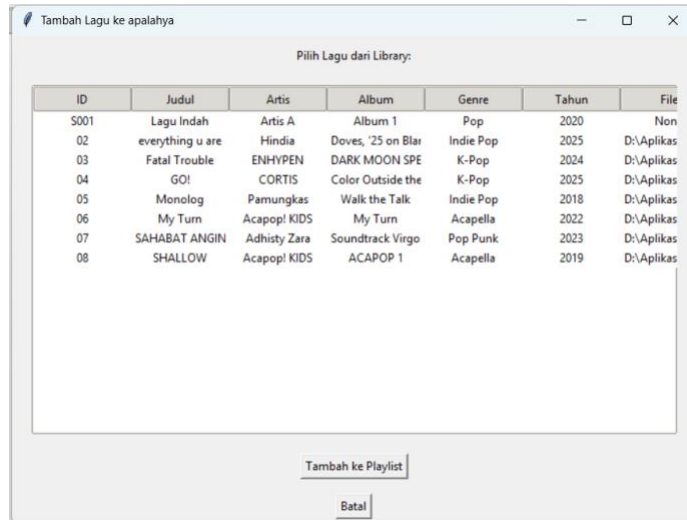 Tambah Lagu ke apalahya
Pilih Lagu dari Library:
ID Judul Artis Album Genre Tahun File
S001 Lagu Indah Artis A Album 1 Pop 2020 Non
02 everything u are Hindia Doves, '25 on Blar Indie Pop 2025 D:\Aplikas
03 Fatal Trouble ENHYPEN DARK MOON SPE K-Pop 2024 D:\Aplikas
04 GO! CORTIS Color Outside the K-Pop 2025 D:\Aplikas
05 Monolog Pamungkas Walk the Talk Indie Pop 2018 D:\Aplikas
06 My Turn Acapop! KIDS My Turn Acapella 2022 D:\Aplikas
07 SAHABAT ANGIN Adhisty Zara Soundtrack Virgo Pop Punk 2023 D:\Aplikas
08 SHALLOW Acapop! KIDS ACAPOP 1 Acapella 2019 D:\Aplikas
Tambah ke Playlist
Batal